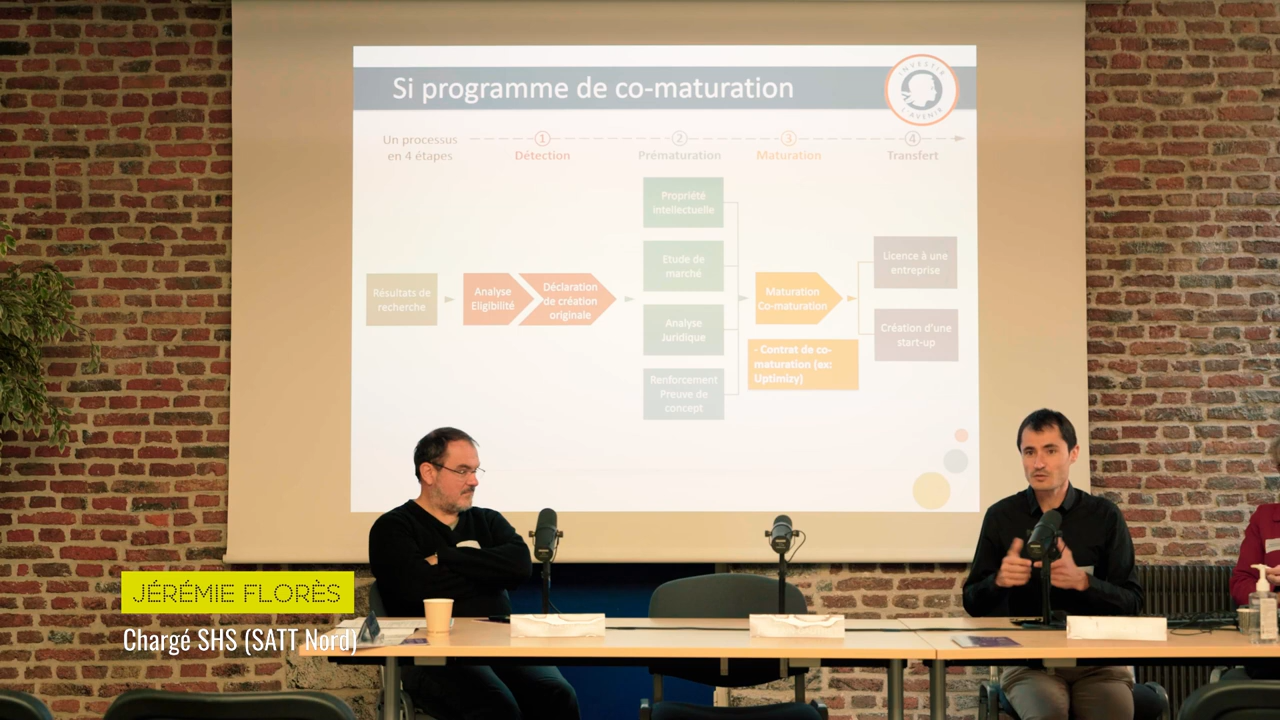 Si programme de co-maturation
INVESTIR
L'AVENIR
Un processus
en 4 étapes
1
Détection
2
Prématuration
3
Maturation
4
Transfert
Résultats de
recherche
Analyse
Eligibilité
Déclaration
de création
originale
Propriété
intellectuelle
Etude de
marché
Analyse
Juridique
Renforcement
Preuve de
concept
Maturation
Co-maturation
- Contrat de co-
maturation (ex:
Uptimizy)
Licence à une
entreprise
Création d'une
start-up
JÉRÉMIE FLORÈS
Chargé SHS (SATT Nord)